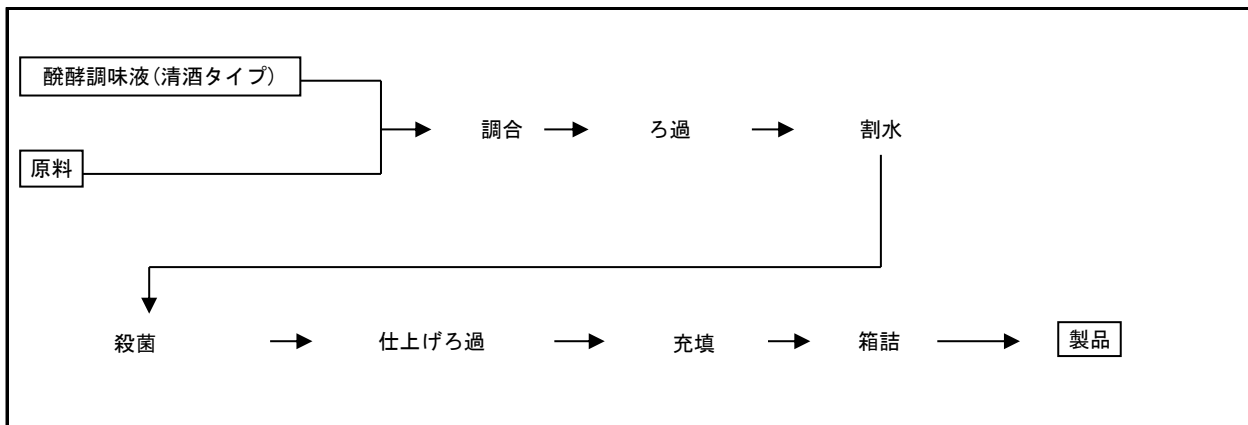 醗酵調味液(清酒タイプ)
原料
調合
ろ過
割水
殺菌
仕上げろ過
充填
箱詰
製品